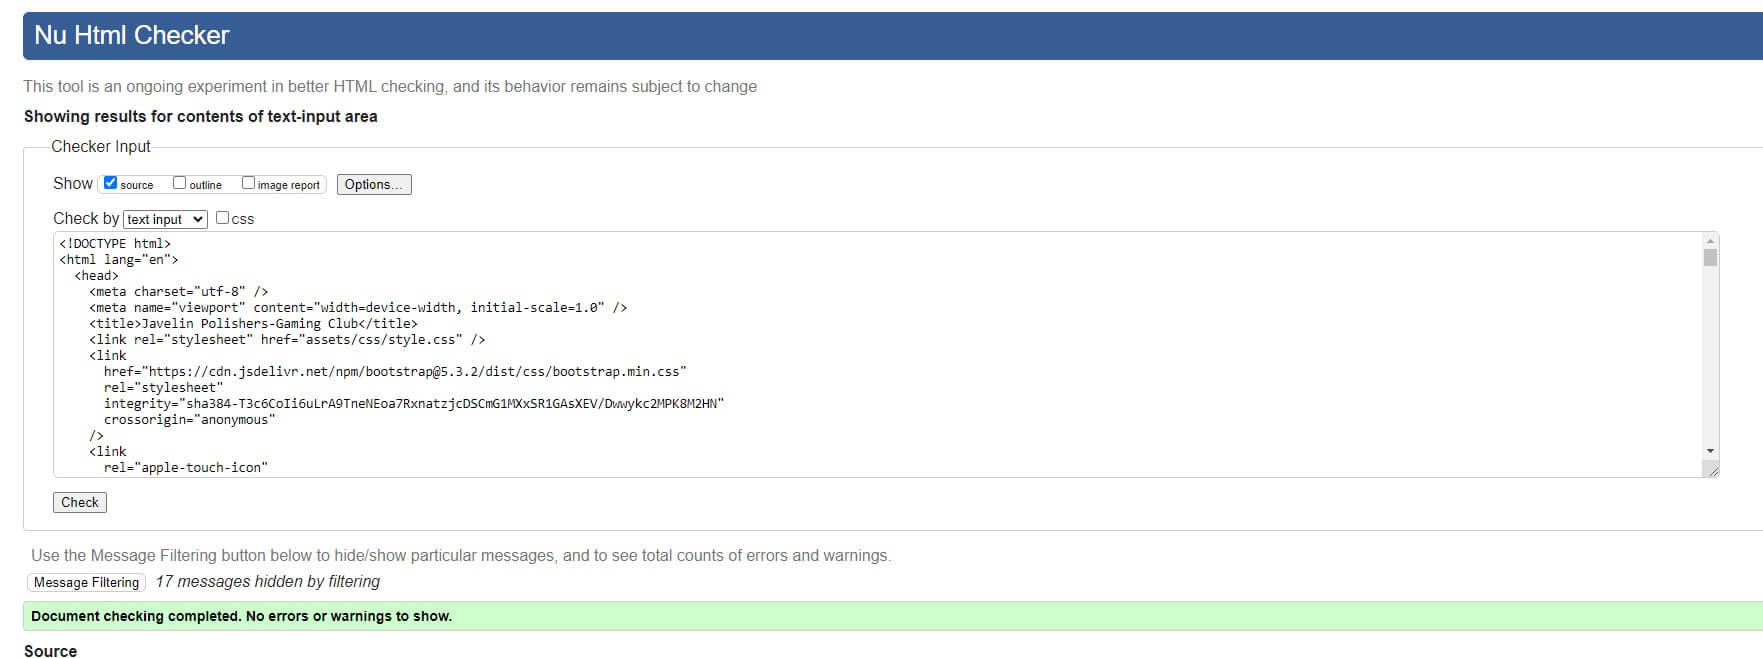 Nu Html Checker
This tool is an ongoing experiment in better HTML checking, and its behavior remains subject to change
Showing results for contents of text-input area
Checker Input
Show source outline image report Options...
Check by text input css
<!DOCTYPE html>
<html lang="en">
<head>
<meta charset="utf-8" />
<meta name="viewport" content="width=device-width, initial-scale=1.0" />
<title>Javelin Polishers-Gaming Club</title>
<link rel="stylesheet" href="assets/css/style.css" />
<link
href="https://cdn.jsdelivr.net/npm/bootstrap@5.3.2/dist/css/bootstrap.min.css"
rel="stylesheet"
integrity="sha384-T3c6CoIi6uLrA9TneNEoa7RxnatzjcDSCmG1MXxSR1GAsXEV/Dwwykc2MPK8M2HN"
crossorigin="anonymous"
/>
<link
rel="apple-touch-icon"
Check
Use the Message Filtering button below to hide/show particular messages, and to see total counts of errors and warnings.
Message Filtering 17 messages hidden by filtering
Document checking completed. No errors or warnings to show.
Source